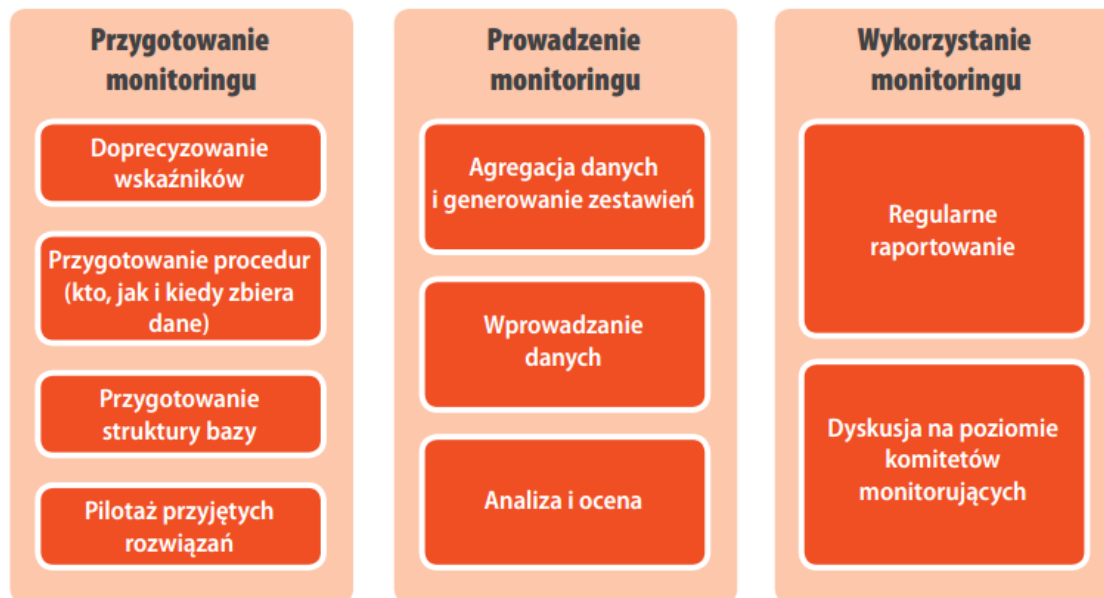 Przygotowanie
monitoringu
Doprecyzowanie
wskaźników
Przygotowanie procedur
(kto, jak i kiedy zbiera
dane)
Przygotowanie
struktury bazy
Pilotaż przyjętych
rozwiązań
Prowadzenie
monitoringu
Agregacja danych
i generowanie zestawień
Wprowadzanie
danych
Analiza i ocena
Wykorzystanie
monitoringu
Regularne
raportowanie
Dyskusja na poziomie
komitetów
monitorujących